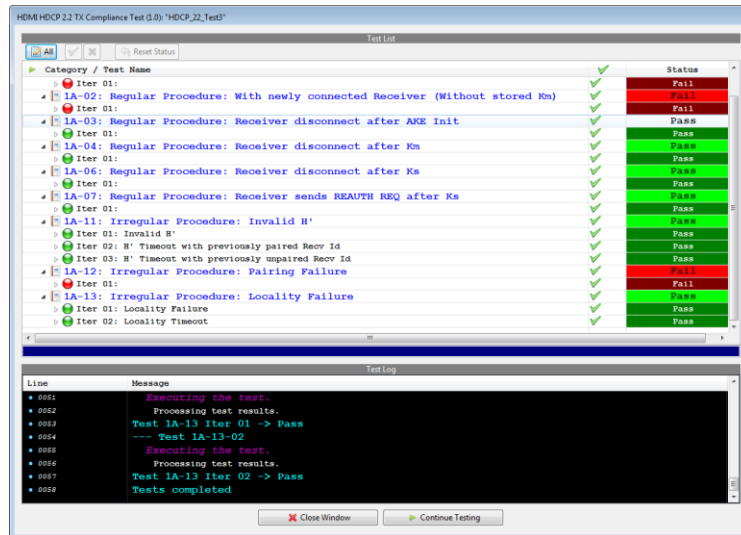 HDMI HDCP 2.2 TX Compliance Test (1.0): "HDCP_22_Test3"
Test List
All Reset Status
Category / Test Name Status
Iter 01: Fail
1A-02: Regular Procedure: With newly connected Receiver (Without stored Km) Fail
Iter 01: Fail
1A-03: Regular Procedure: Receiver disconnect after AKE Init Pass
Iter 01: Pass
1A-04: Regular Procedure: Receiver disconnect after Km Pass
Iter 01: Pass
1A-06: Regular Procedure: Receiver disconnect after Ks Pass
Iter 01: Pass
1A-07: Regular Procedure: Receiver sends REAUTH REQ after Ks Pass
Iter 01: Pass
1A-11: Irregular Procedure: Invalid H' Pass
Iter 01: Invalid H' Pass
Iter 02: H' Timeout with previously paired Recv Id Pass
Iter 03: H' Timeout with previously unpaired Recv Id Pass
1A-12: Irregular Procedure: Pairing Failure Fail
Iter 01: Fail
1A-13: Irregular Procedure: Locality Failure Pass
Iter 01: Locality Failure Pass
Iter 02: Locality Timeout Pass
Test Log
Line Message
0051 Executing the test.
0052 Processing test results.
0053 Test 1A-13 Iter 01 -> Pass
0054 --- Test 1A-13-02
0055 Executing the test.
0056 Processing test results.
0057 Test 1A-13 Iter 02 -> Pass
0058 Tests completed
Close Window Continue Testing